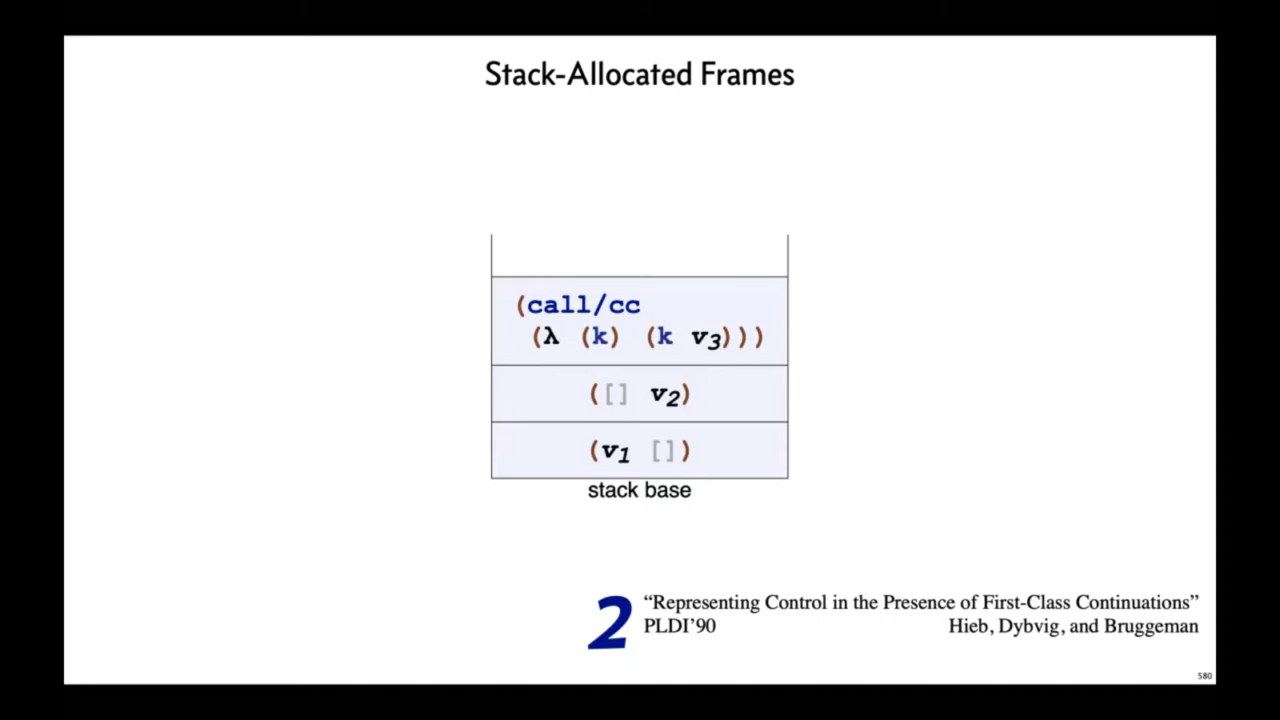 Stack-Allocated Frames
(call/cc
(λ (k) (k v3)))
([] v2)
(v1 [])
stack base
2
“Representing Control in the Presence of First-Class Continuations”
PLDI’90 Hieb, Dybvig, and Bruggeman
580